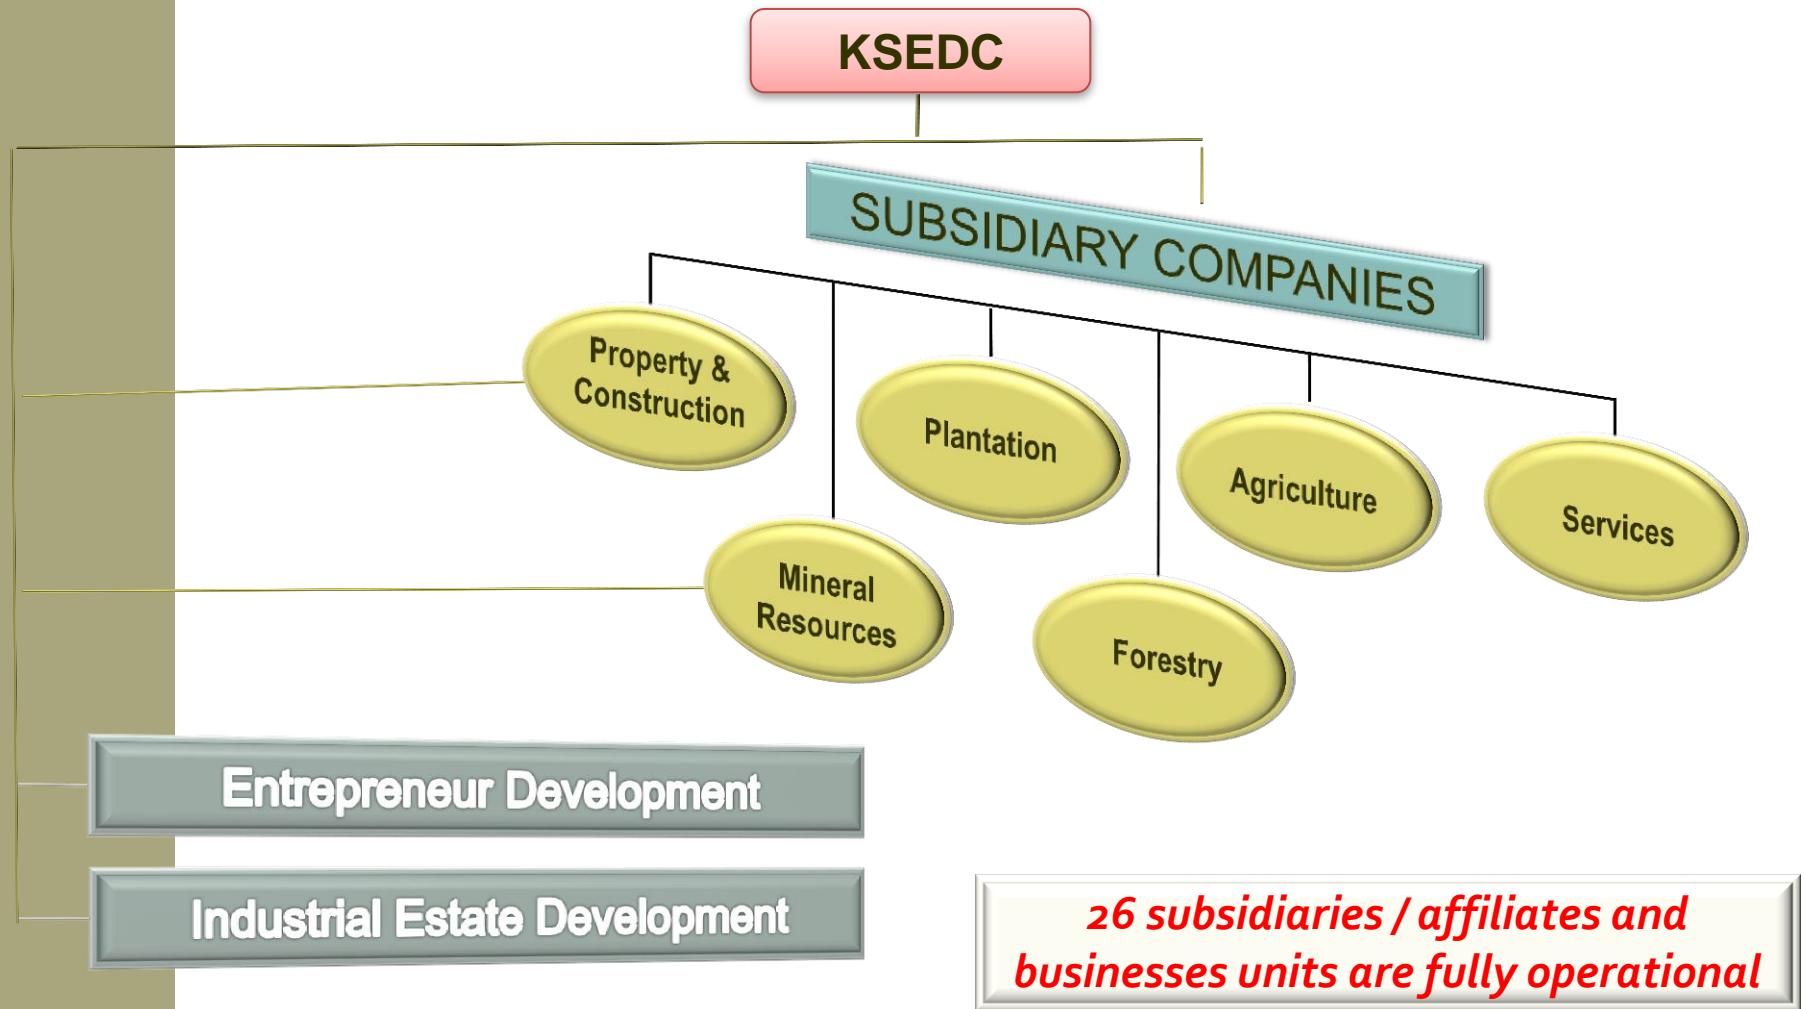 KSEDC
SUBSIDIARY COMPANIES
Property &
Construction
Plantation
Agriculture
Services
Mineral
Resources
Forestry
Entrepreneur Development
Industrial Estate Development
26 subsidiaries / affiliates and
businesses units are fully operational